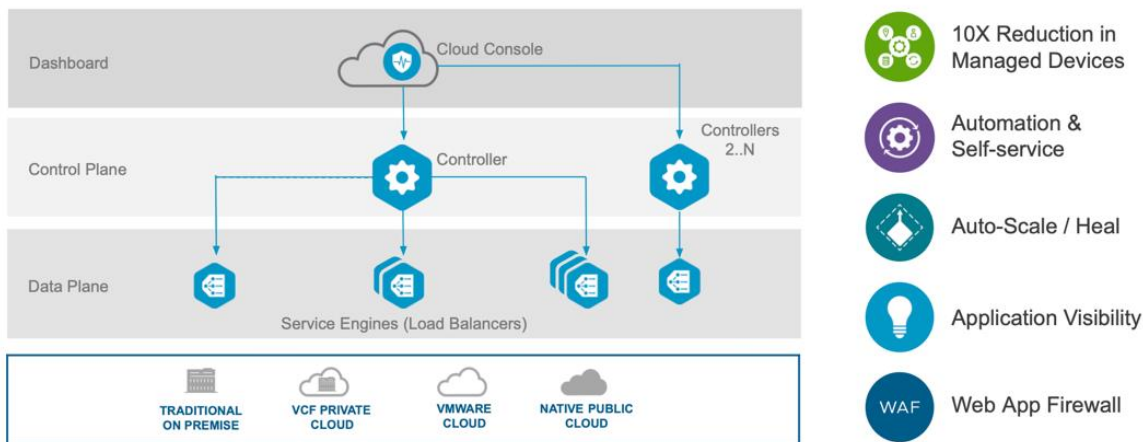 Dashboard
Cloud Console
Control Plane
Controller
Controllers
2..N
Data Plane
Service Engines (Load Balancers)
TRADITIONAL
ON PREMISE
VCF PRIVATE
CLOUD
VMWARE
CLOUD
NATIVE PUBLIC
CLOUD
10X Reduction in
Managed Devices
Automation &
Self-service
Auto-Scale / Heal
Application Visibility
WAF
Web App Firewall